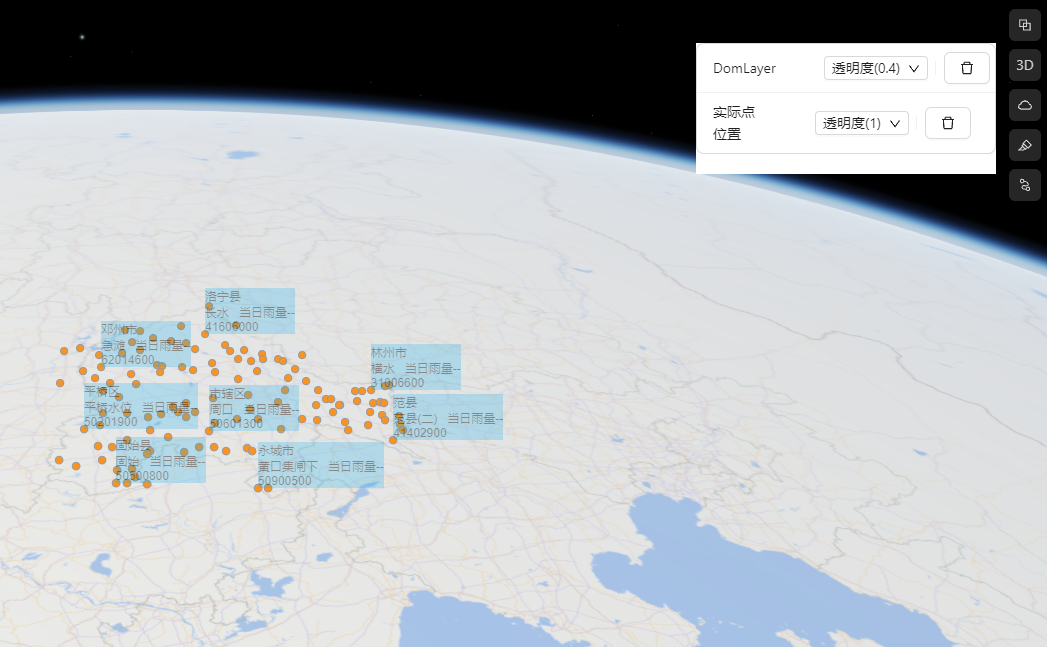 3D
DomLayer
透明度(0.4)
实际点
位置
透明度(1)
洛宁县
长水 当日雨量--
41606000
邓州市
急滩 当日雨量--
62014600
林州市
横水 当日雨量--
31006600
平桥区
平桥水位 当日雨量--
50301900
市辖区
周口 当日雨量--
50601300
范县
范县(二) 当日雨量--
41402900
固始县
固始 当日雨量--
50500800
永城市
黄口集闸下 当日雨量--
50900500